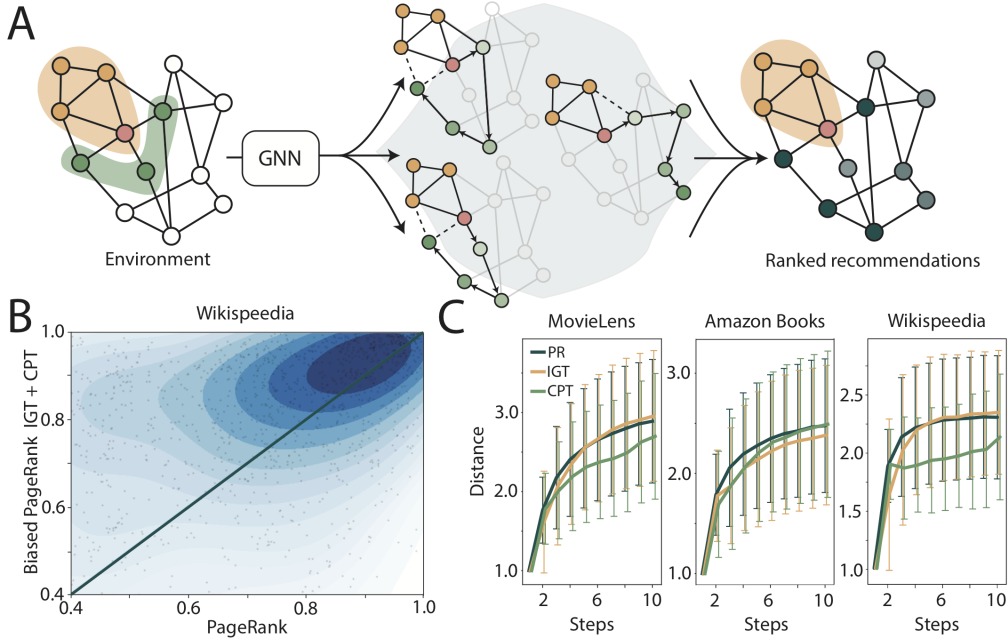 A
GNN
Environment
Ranked recommendations
B
Wikispeedia
Biased PageRank IGT + CPT
1.0
0.8
0.6
0.4
0.4
0.6
0.8
1.0
PageRank
C
MovieLens
Amazon Books
Wikispeedia
PR
IGT
CPT
Distance
3.0
2.0
1.0
2
6
10
Steps
3.0
2.0
1.0
2
6
10
Steps
2.5
2.0
1.5
1.0
2
6
10
Steps